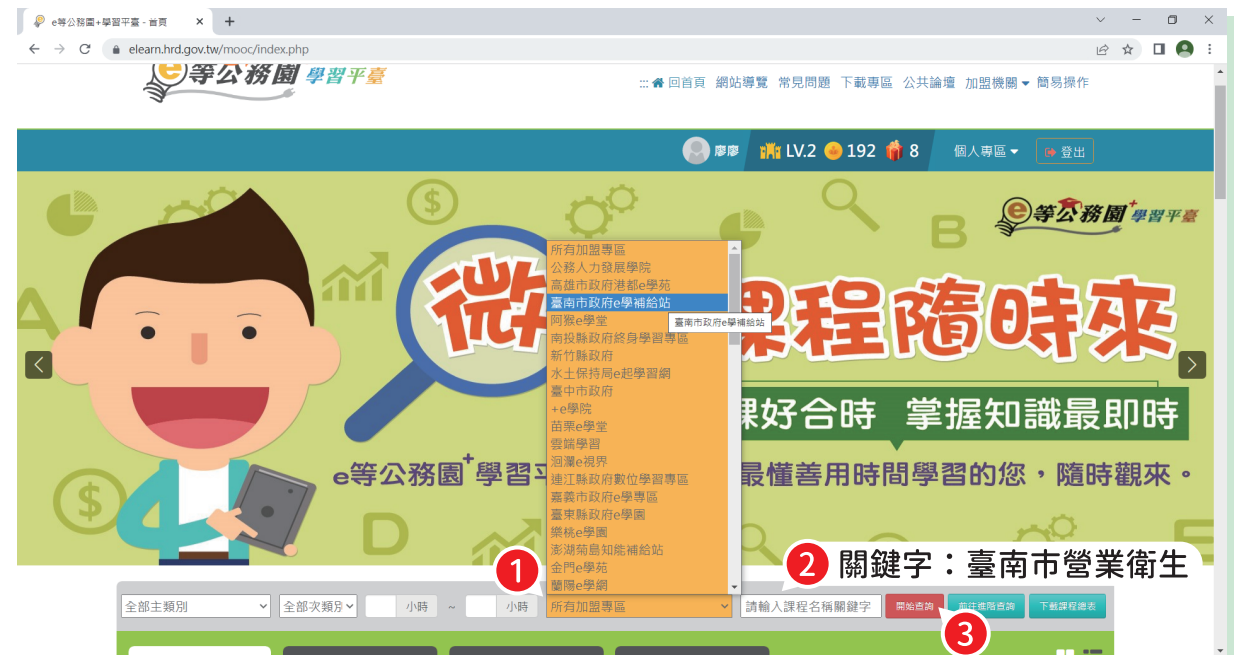 e等公務園+學習平臺 - 首頁
elearn.hrd.gov.tw/mooc/index.php
e等公務園 學習平臺
::: 回首頁 網站導覽 常見問題 下載專區 公共論壇 加盟機關 簡易操作
廖廖 LV.2 192 8 個人專區 登出
e等公務園+學習平臺
微 課程隨時來
課好合時 掌握知識最即時
e等公務園+學習平 最懂善用時間學習的您，隨時觀來。
所有加盟專區
公務人力發展學院
高雄市政府港都e學苑
臺南市政府e學補給站
阿猴e學堂
臺南市政府e學補給站
南投縣政府終身學習專區
新竹縣政府
水土保持局e起學習網
臺中市政府
+e學院
苗栗e學堂
雲端學習
洄瀾e視界
連江縣政府數位學習專區
嘉義市政府e學專區
臺東縣政府e學園
樂桃e學園
澎湖菊島知能補給站
金門e學苑
蘭陽e學網
1
2 關鍵字：臺南市營業衛生
全部主類別 全部次類別 小時 ~ 小時 所有加盟專區 請輸入課程名稱關鍵字 開始查詢 前往進階查詢 下載課程總表
3
A
B
D
E
$
$